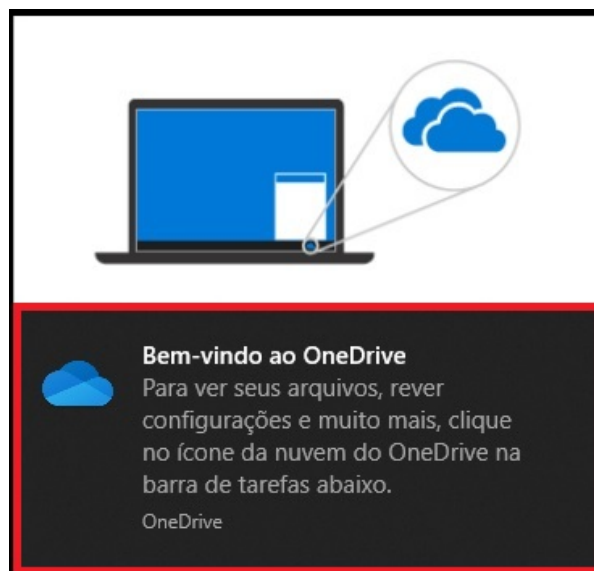 Bem-vindo ao OneDrive
Para ver seus arquivos, rever
configurações e muito mais, clique
no ícone da nuvem do OneDrive na
barra de tarefas abaixo.
OneDrive